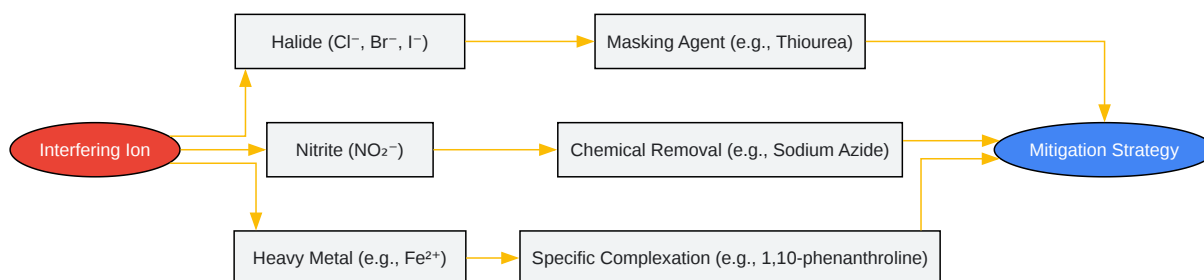 Halide (Cl⁻, Br⁻, I⁻)
Masking Agent (e.g., Thiourea)
Interfering Ion
Nitrite (NO₂⁻)
Chemical Removal (e.g., Sodium Azide)
Mitigation Strategy
Heavy Metal (e.g., Fe²⁺)
Specific Complexation (e.g., 1,10-phenanthroline)